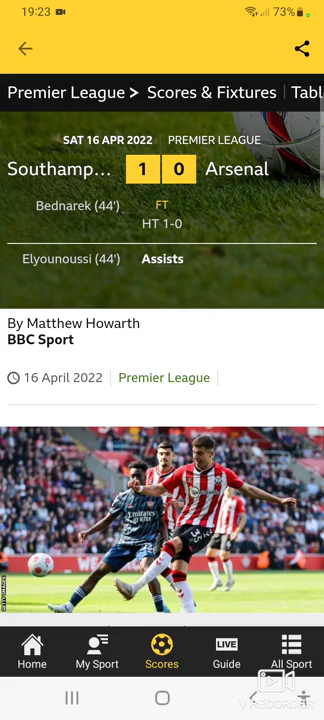 19:23 73%
Premier League > Scores & Fixtures Tabl
SAT 16 APR 2022 PREMIER LEAGUE
Southamp... 1 0 Arsenal
Bednarek (44') FT
HT 1-0
Elyounoussi (44') Assists
By Matthew Howarth
BBC Sport
16 April 2022 Premier League
GETTY IMAGES
LIVE
Home My Sport Scores Guide All Sport
V RECORDER